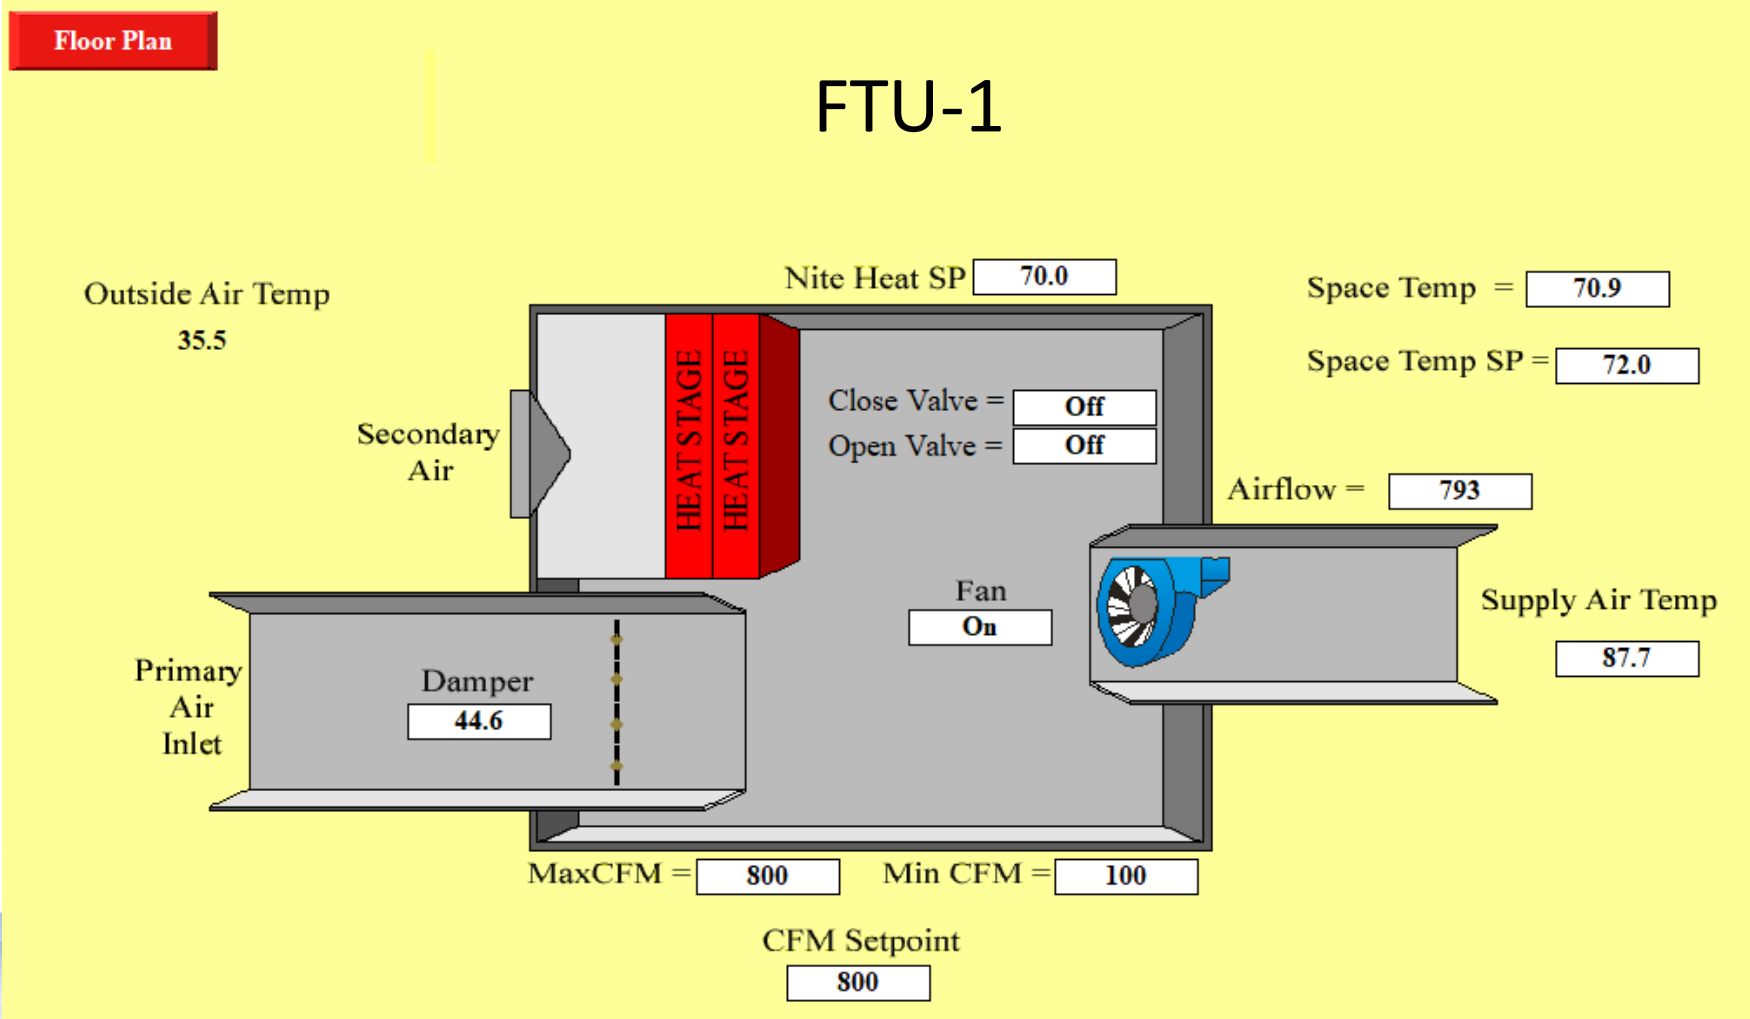 Floor Plan
FTU-1
Outside Air Temp
35.5
Nite Heat SP 70.0
Space Temp = 70.9
Space Temp SP = 72.0
Secondary
Air
HEAT STAGE
HEAT STAGE
Close Valve = Off
Open Valve = Off
Airflow = 793
Fan
On
Supply Air Temp
87.7
Primary
Air
Inlet
Damper
44.6
MaxCFM = 800
Min CFM = 100
CFM Setpoint
800